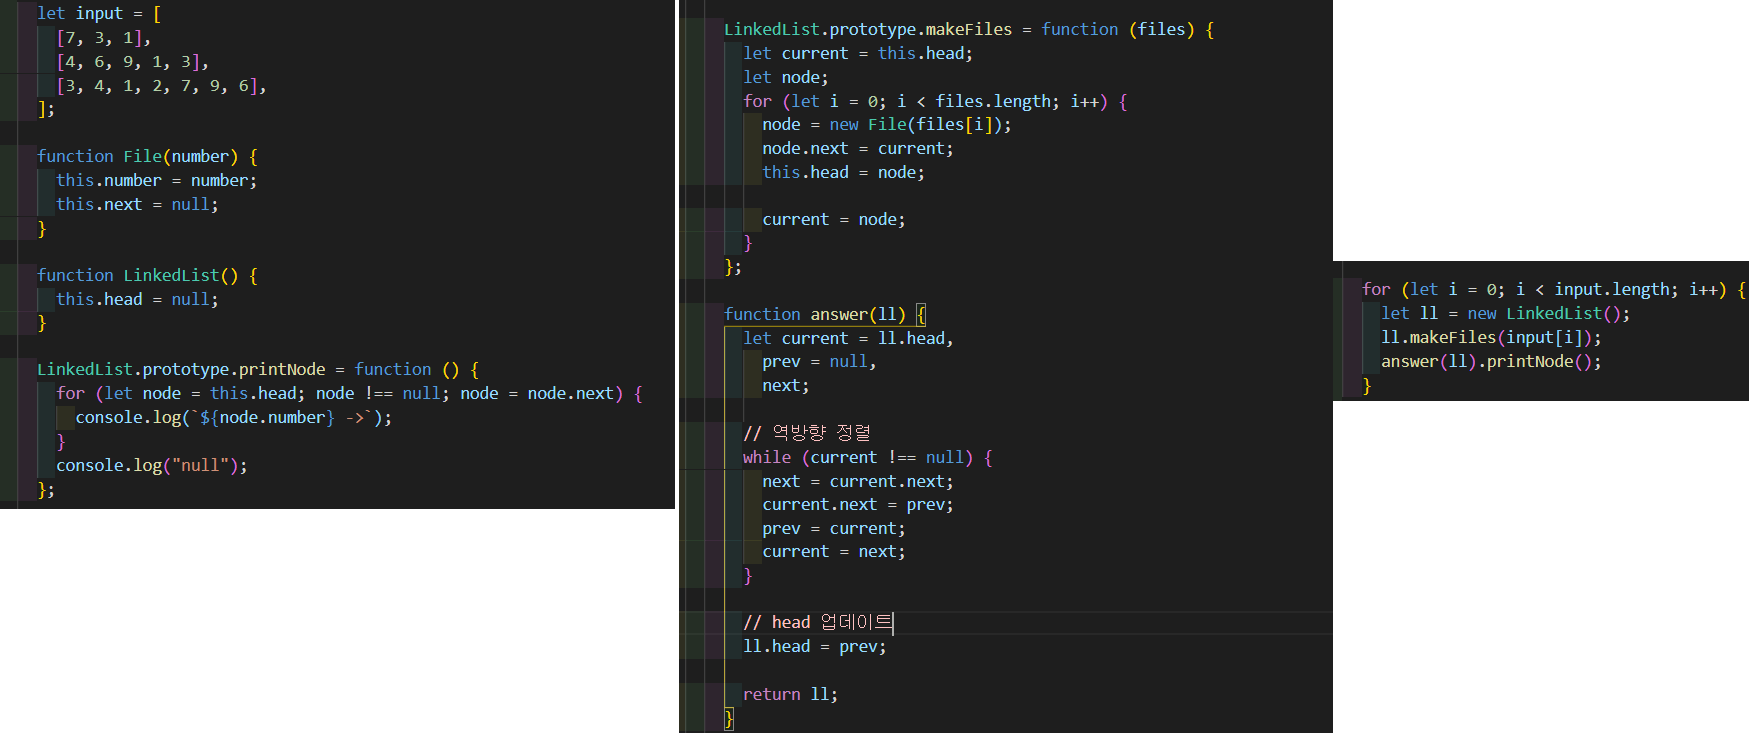 let input = [
  [7, 3, 1],
  [4, 6, 9, 1, 3],
  [3, 4, 1, 2, 7, 9, 6],
];
function File(number) {
  this.number = number;
  this.next = null;
}
function LinkedList() {
  this.head = null;
}
LinkedList.prototype.printNode = function () {
  for (let node = this.head; node !== null; node = node.next) {
    console.log(`${node.number} ->`);
  }
  console.log("null");
};
LinkedList.prototype.makeFiles = function (files) {
  let current = this.head;
  let node;
  for (let i = 0; i < files.length; i++) {
    node = new File(files[i]);
    node.next = current;
    this.head = node;
    current = node;
  }
};
function answer(ll) {
  let current = ll.head,
    prev = null,
    next;
  // 역방향 정렬
  while (current !== null) {
    next = current.next;
    current.next = prev;
    prev = current;
    current = next;
  }
  // head 업데이트
  ll.head = prev;
  return ll;
}
for (let i = 0; i < input.length; i++) {
  let ll = new LinkedList();
  ll.makeFiles(input[i]);
  answer(ll).printNode();
}